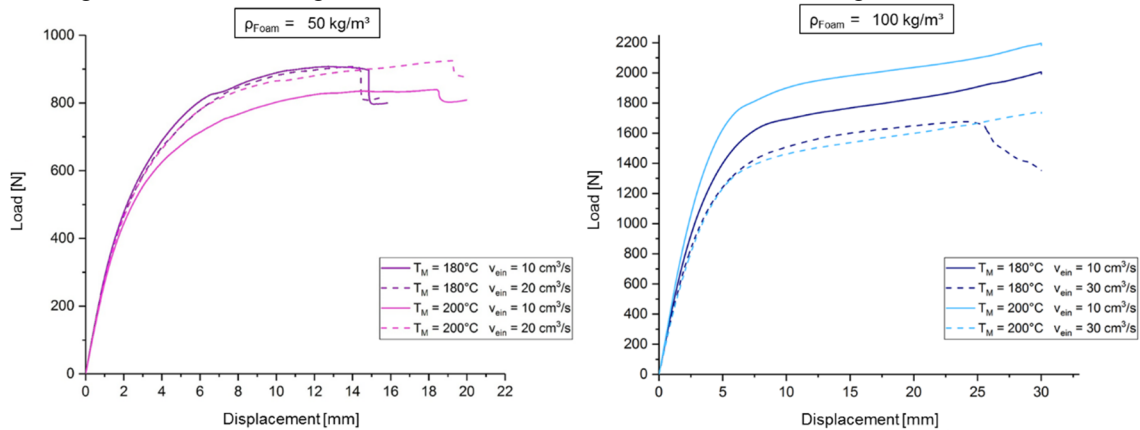 ρFoam = 50 kg/m³
1000
800
600
400
200
0
Load [N]
0 2 4 6 8 10 12 14 16 18 20 22
Displacement [mm]
TM = 180°C vein = 10 cm³/s
TM = 180°C vein = 20 cm³/s
TM = 200°C vein = 10 cm³/s
TM = 200°C vein = 20 cm³/s
ρFoam = 100 kg/m³
2200
2000
1800
1600
1400
1200
1000
800
600
400
200
0
Load [N]
0 5 10 15 20 25 30
Displacement [mm]
TM = 180°C vein = 10 cm³/s
TM = 180°C vein = 30 cm³/s
TM = 200°C vein = 10 cm³/s
TM = 200°C vein = 30 cm³/s